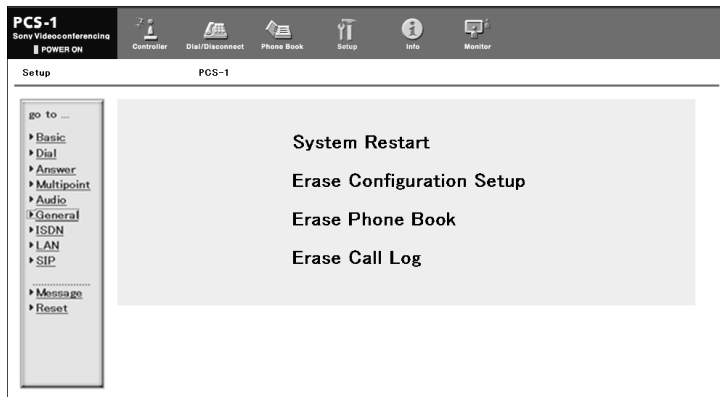 PCS-1
Sony Videoconferencing
POWER ON
Controller
Dial/Disconnect
Phone Book
Setup
Info
Monitor
Setup
PCS-1
go to ...
Basic
Dial
Answer
Multipoint
Audio
General
ISDN
LAN
SIP
Message
Reset
System Restart
Erase Configuration Setup
Erase Phone Book
Erase Call Log